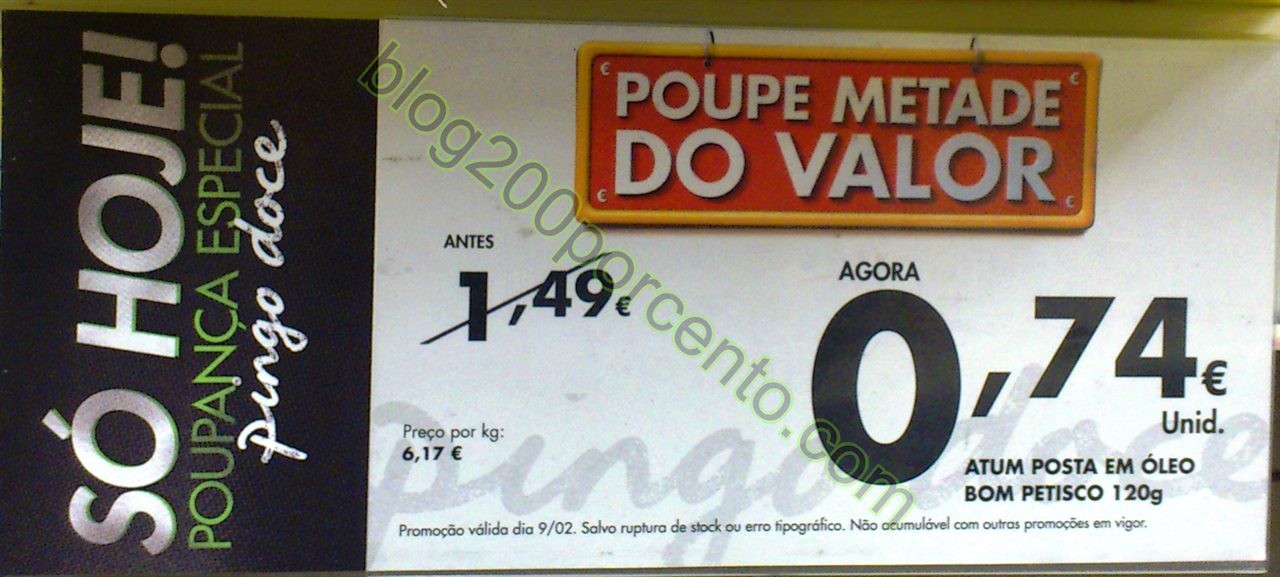 SÓ HOJE!
POUPANÇA ESPECIAL
pingo doce
€ €
POUPE METADE
DO VALOR
€ €
ANTES
1,49€
AGORA
0,74€
Unid.
Preço por kg:
6,17 €
ATUM POSTA EM ÓLEO
BOM PETISCO 120g
Promoção válida dia 9/02. Salvo ruptura de stock ou erro tipográfico. Não acumulável com outras promoções em vigor.
pingo doce
blog200porcento.com